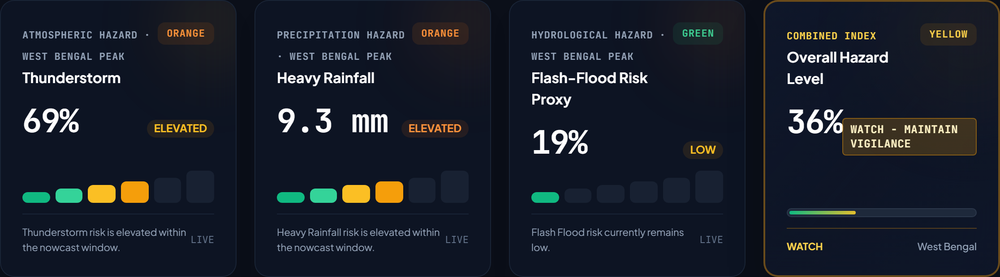 ATMOSPHERIC HAZARD ·
WEST BENGAL PEAK
ORANGE
Thunderstorm
69%
ELEVATED
Thunderstorm risk is elevated within
the nowcast window.
LIVE
PRECIPITATION HAZARD
· WEST BENGAL PEAK
ORANGE
Heavy Rainfall
9.3 mm
ELEVATED
Heavy Rainfall risk is elevated within
the nowcast window.
LIVE
HYDROLOGICAL HAZARD ·
WEST BENGAL PEAK
GREEN
Flash-Flood Risk
Proxy
19%
LOW
Flash Flood risk currently remains
low.
LIVE
COMBINED INDEX
YELLOW
Overall Hazard
Level
36%
WATCH - MAINTAIN
VIGILANCE
WATCH
West Bengal